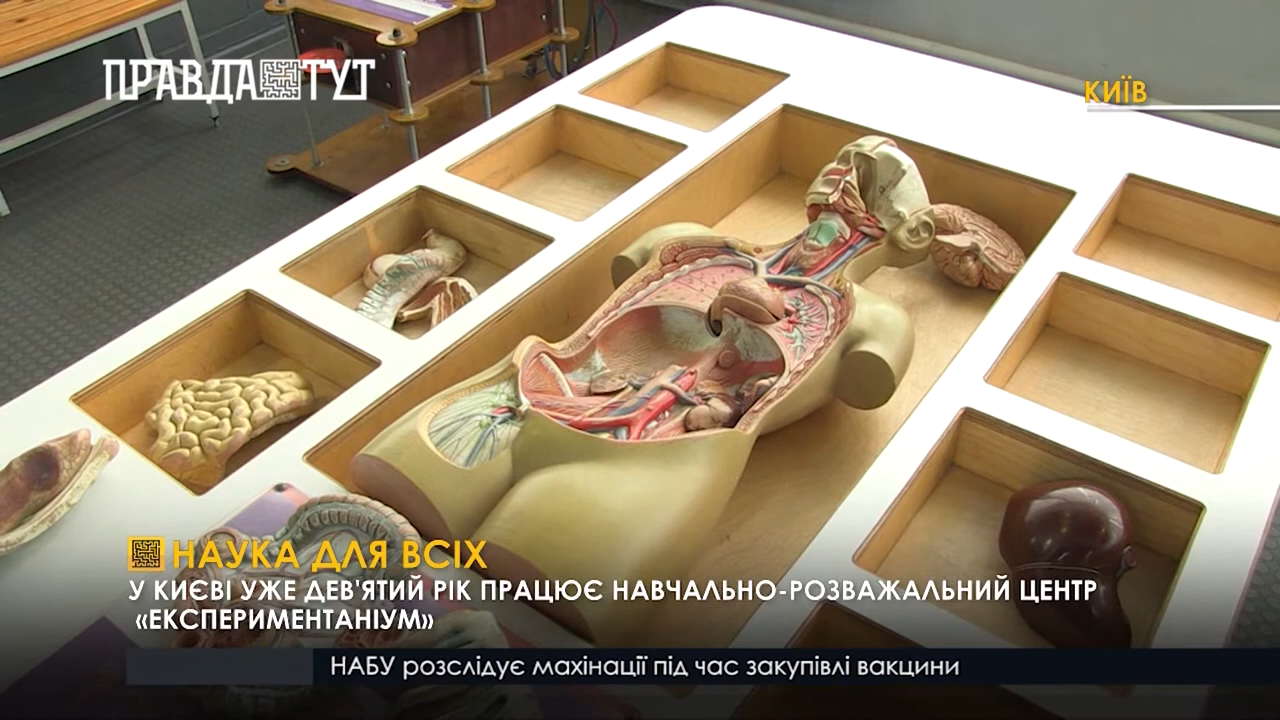 ПРАВДА ТУТ
КИЇВ
НАУКА ДЛЯ ВСІХ
У КИЄВІ УЖЕ ДЕВ'ЯТИЙ РІК ПРАЦЮЄ НАВЧАЛЬНО-РОЗВАЖАЛЬНИЙ ЦЕНТР
«ЕКСПЕРИМЕНТАНІУМ»
НАБУ розслідує махінації під час закупівлі вакцини